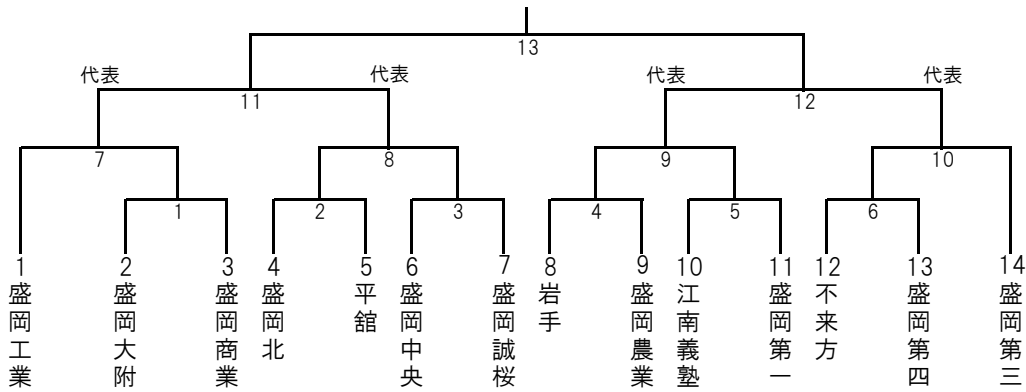 13
代表
代表
代表
代表
11
12
7
8
9
10
1
2
3
4
5
6
1
盛岡工業
2
盛岡大附
3
盛岡商業
4
盛岡北
5
平舘
6
盛岡中央
7
盛岡誠桜
8
岩手
9
盛岡農業
10
江南義塾
11
盛岡第一
12
不来方
13
盛岡第四
14
盛岡第三